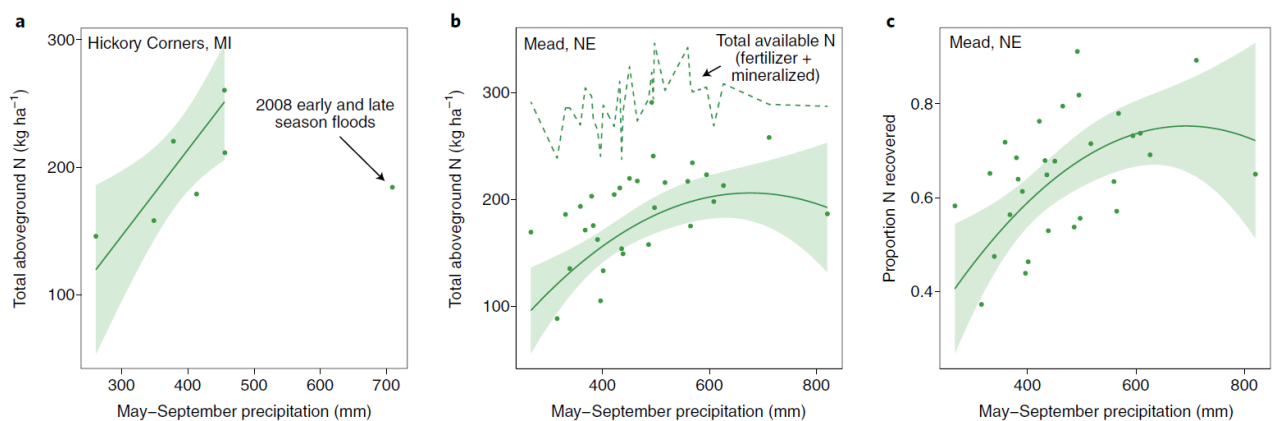 a
Hickory Corners, MI
2008 early and late
season floods
300
200
100
Total aboveground N (kg ha⁻¹)
300
400
500
600
700
May–September precipitation (mm)
b
Mead, NE
Total available N
(fertilizer +
mineralized)
300
200
100
Total aboveground N (kg ha⁻¹)
400
600
800
May–September precipitation (mm)
c
Mead, NE
0.8
0.6
0.4
Proportion N recovered
400
600
800
May–September precipitation (mm)